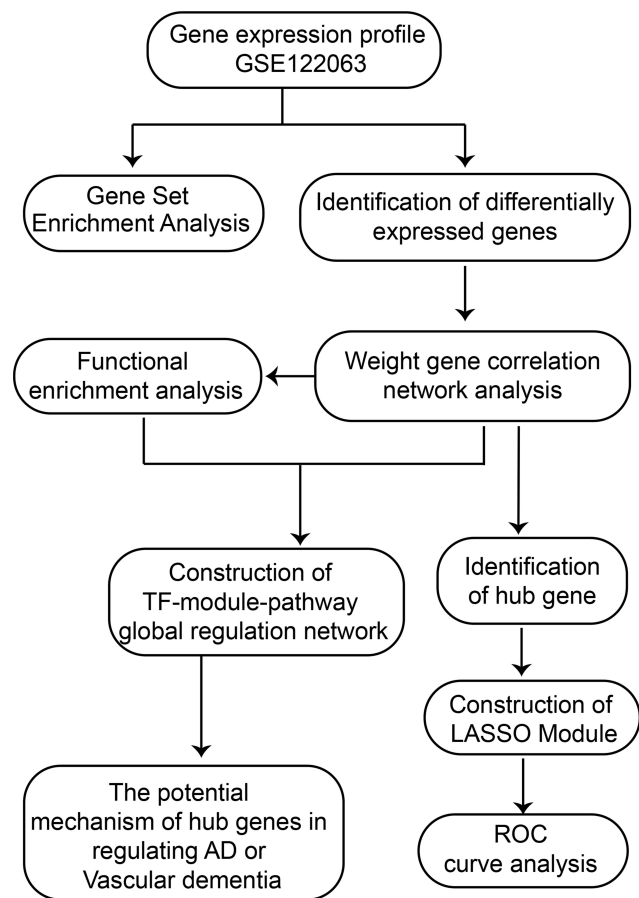 Gene expression profile
GSE122063
Gene Set
Enrichment Analysis
Identification of differentially
expressed genes
Functional
enrichment analysis
Weight gene correlation
network analysis
Construction of
TF-module-pathway
global regulation network
Identification
of hub gene
Construction of
LASSO Module
The potential
mechanism of hub genes in
regulating AD or
Vascular dementia
ROC
curve analysis